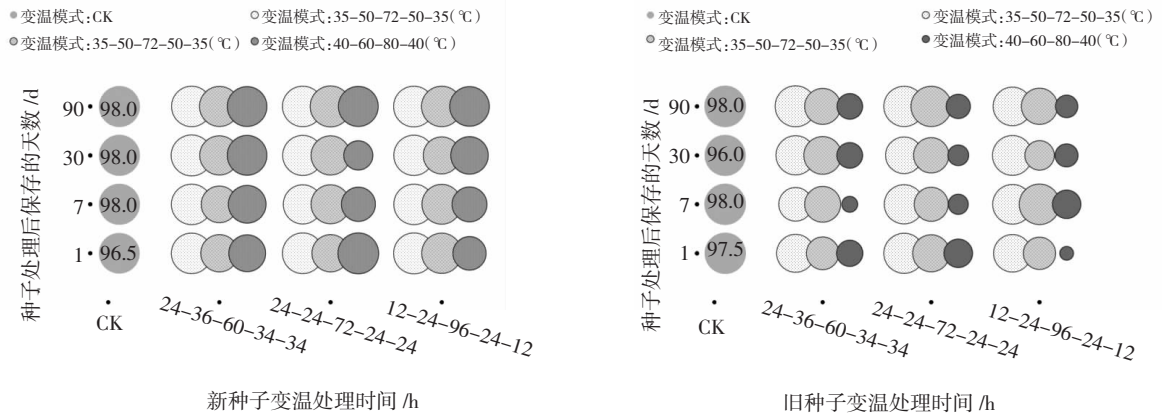 变温模式:CK
变温模式:35-50-72-50-35(℃)
变温模式:35-50-72-50-35(℃)
变温模式:40-60-80-40(℃)
种子处理后保存的天数/d
90 98.0
30 98.0
7 98.0
1 96.5
CK
24-36-60-34-34
24-24-72-24-24
12-24-96-24-12
新种子变温处理时间/h
变温模式:CK
变温模式:35-50-72-50-35(℃)
变温模式:35-50-72-50-35(℃)
变温模式:40-60-80-40(℃)
种子处理后保存的天数/d
90 98.0
30 96.0
7 98.0
1 97.5
CK
24-36-60-34-34
24-24-72-24-24
12-24-96-24-12
旧种子变温处理时间/h